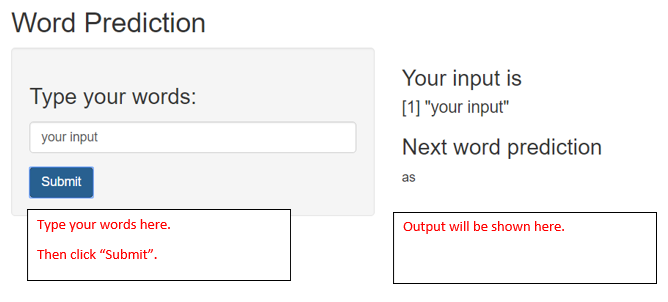 Word Prediction
Type your words:
your input
Submit
Type your words here.
Then click “Submit”.
Your input is
[1] "your input"
Next word prediction
as
Output will be shown here.